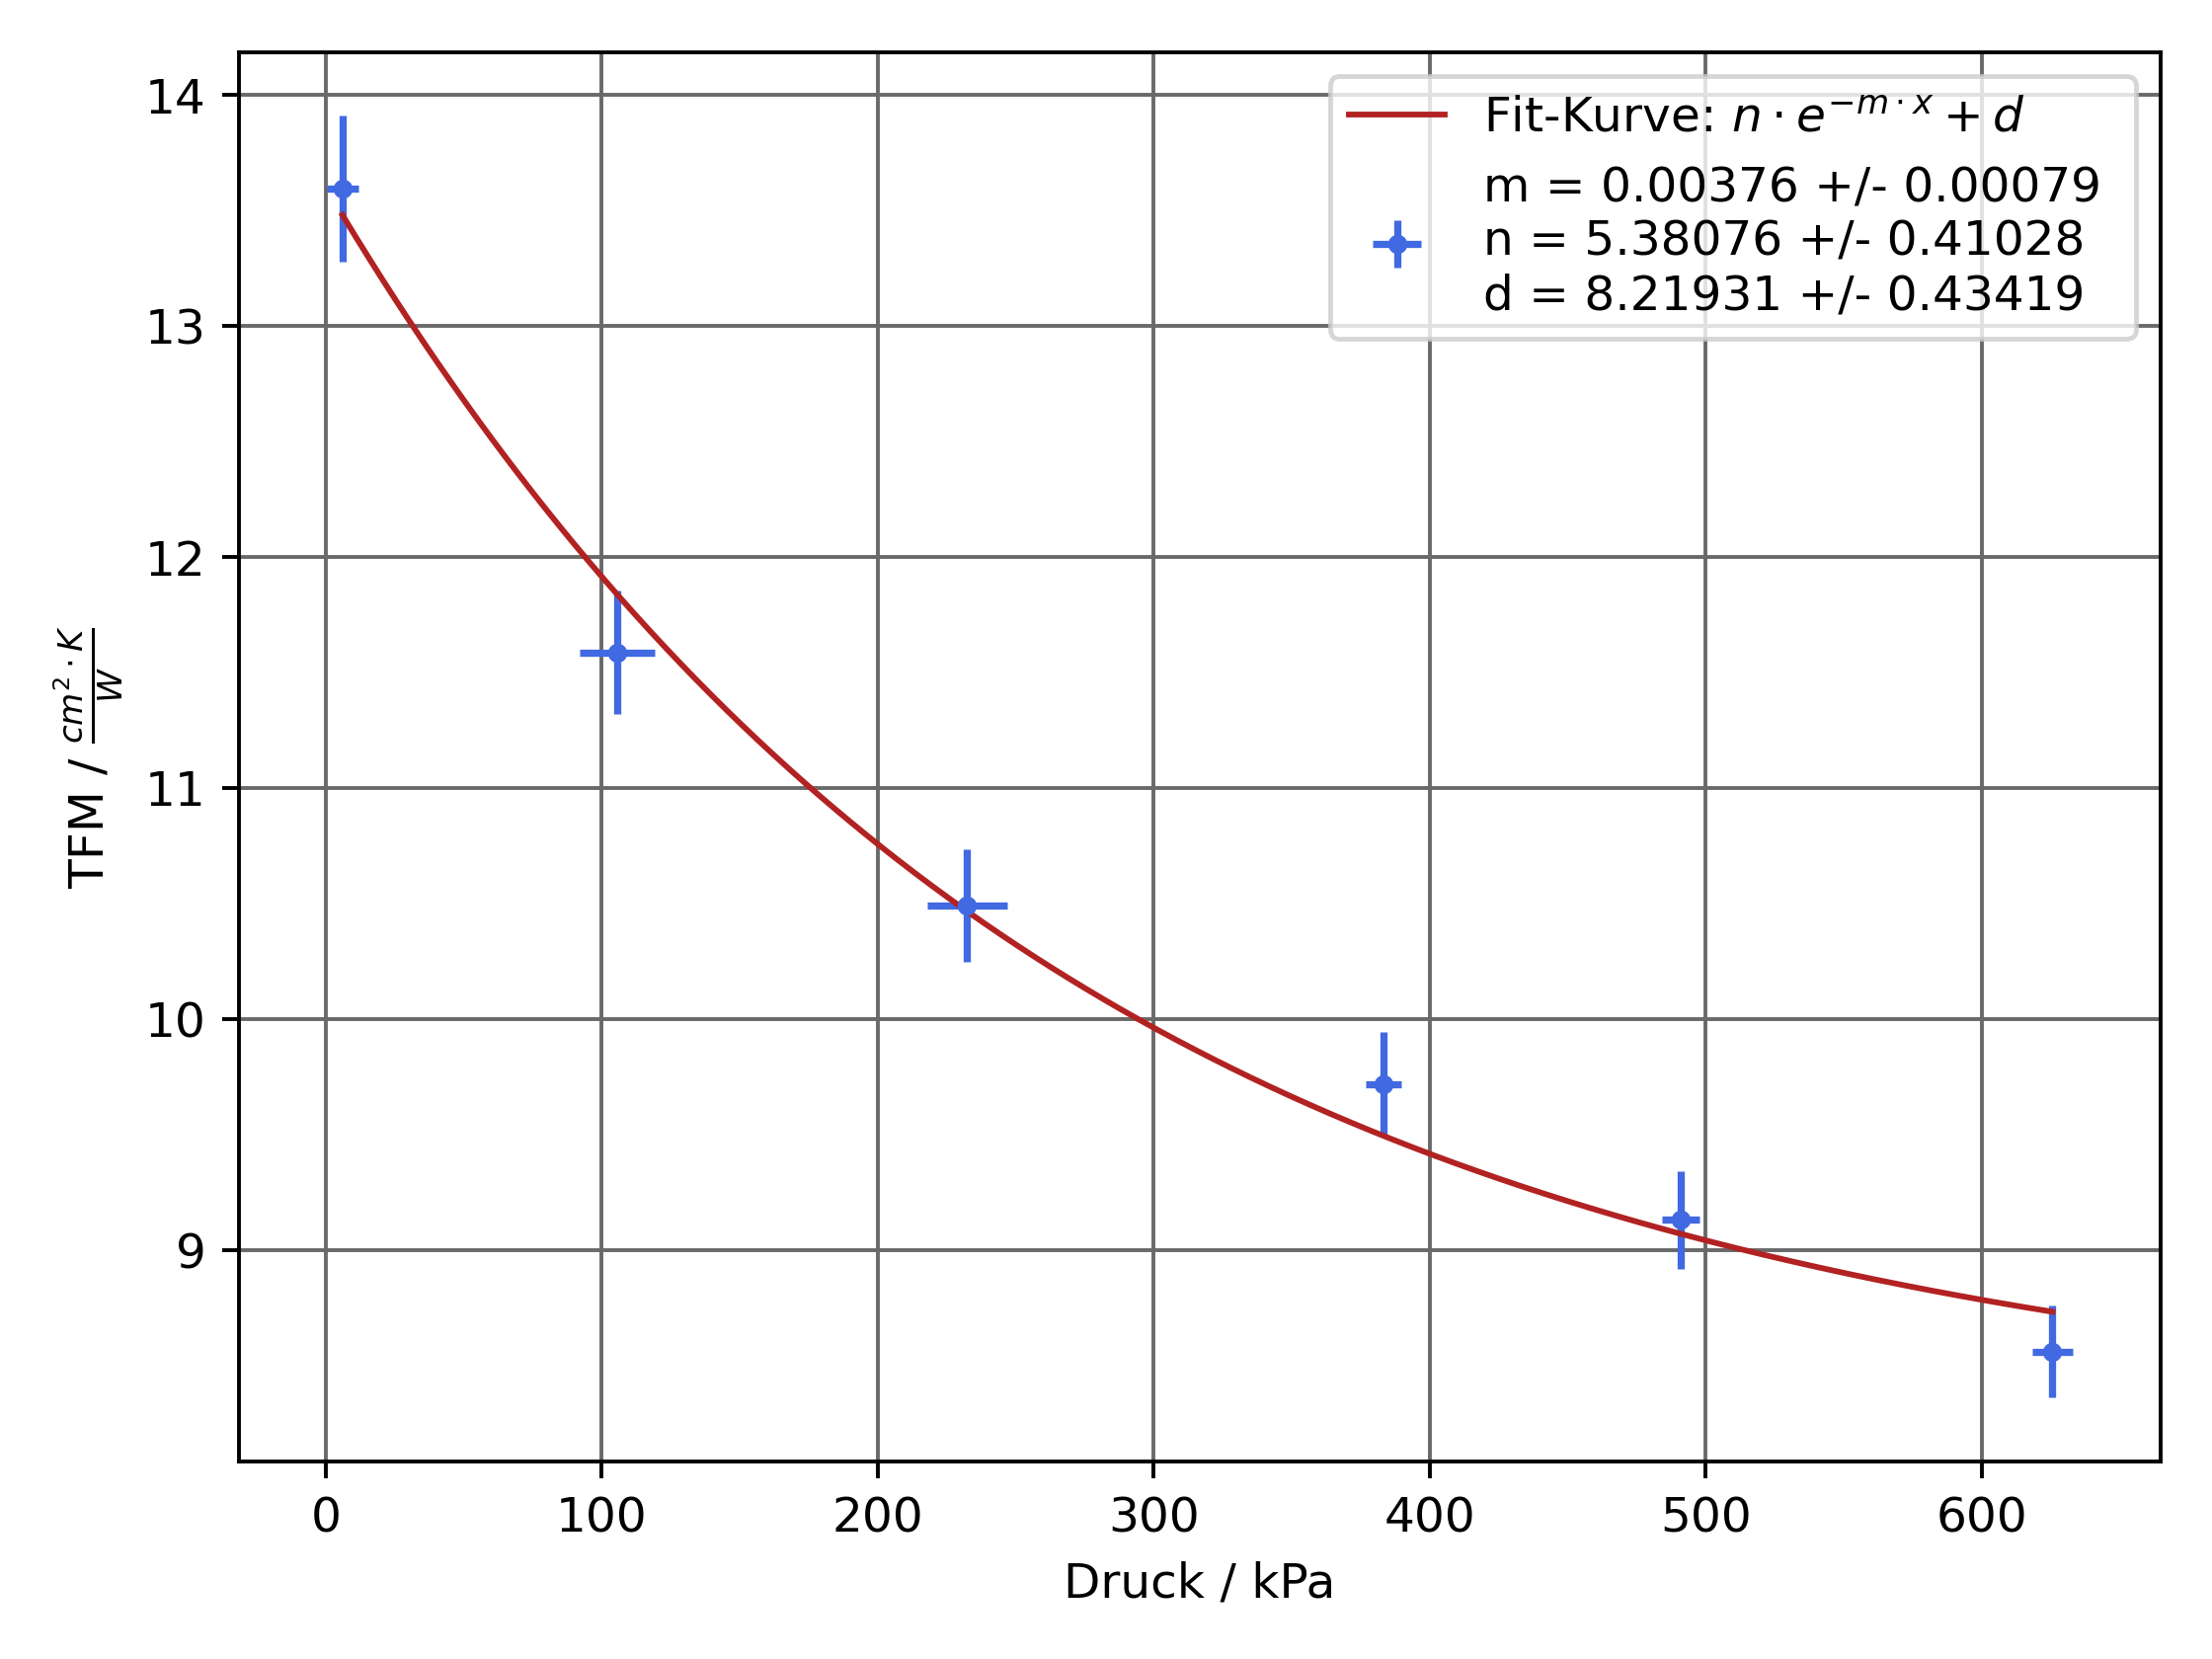 14
13
12
11
10
9
TFM / cm²·K
W
Fit-Kurve: n · e^{−m·x} + d
m = 0.00376 +/- 0.00079
n = 5.38076 +/- 0.41028
d = 8.21931 +/- 0.43419
0 100 200 300 400 500 600
Druck / kPa